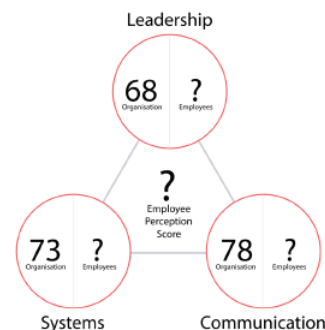 Leadership
68 ?
Organisation Employees
?
Employee
Perception
Score
73 ? 78 ?
Organisation Employees Organisation Employees
Systems Communication